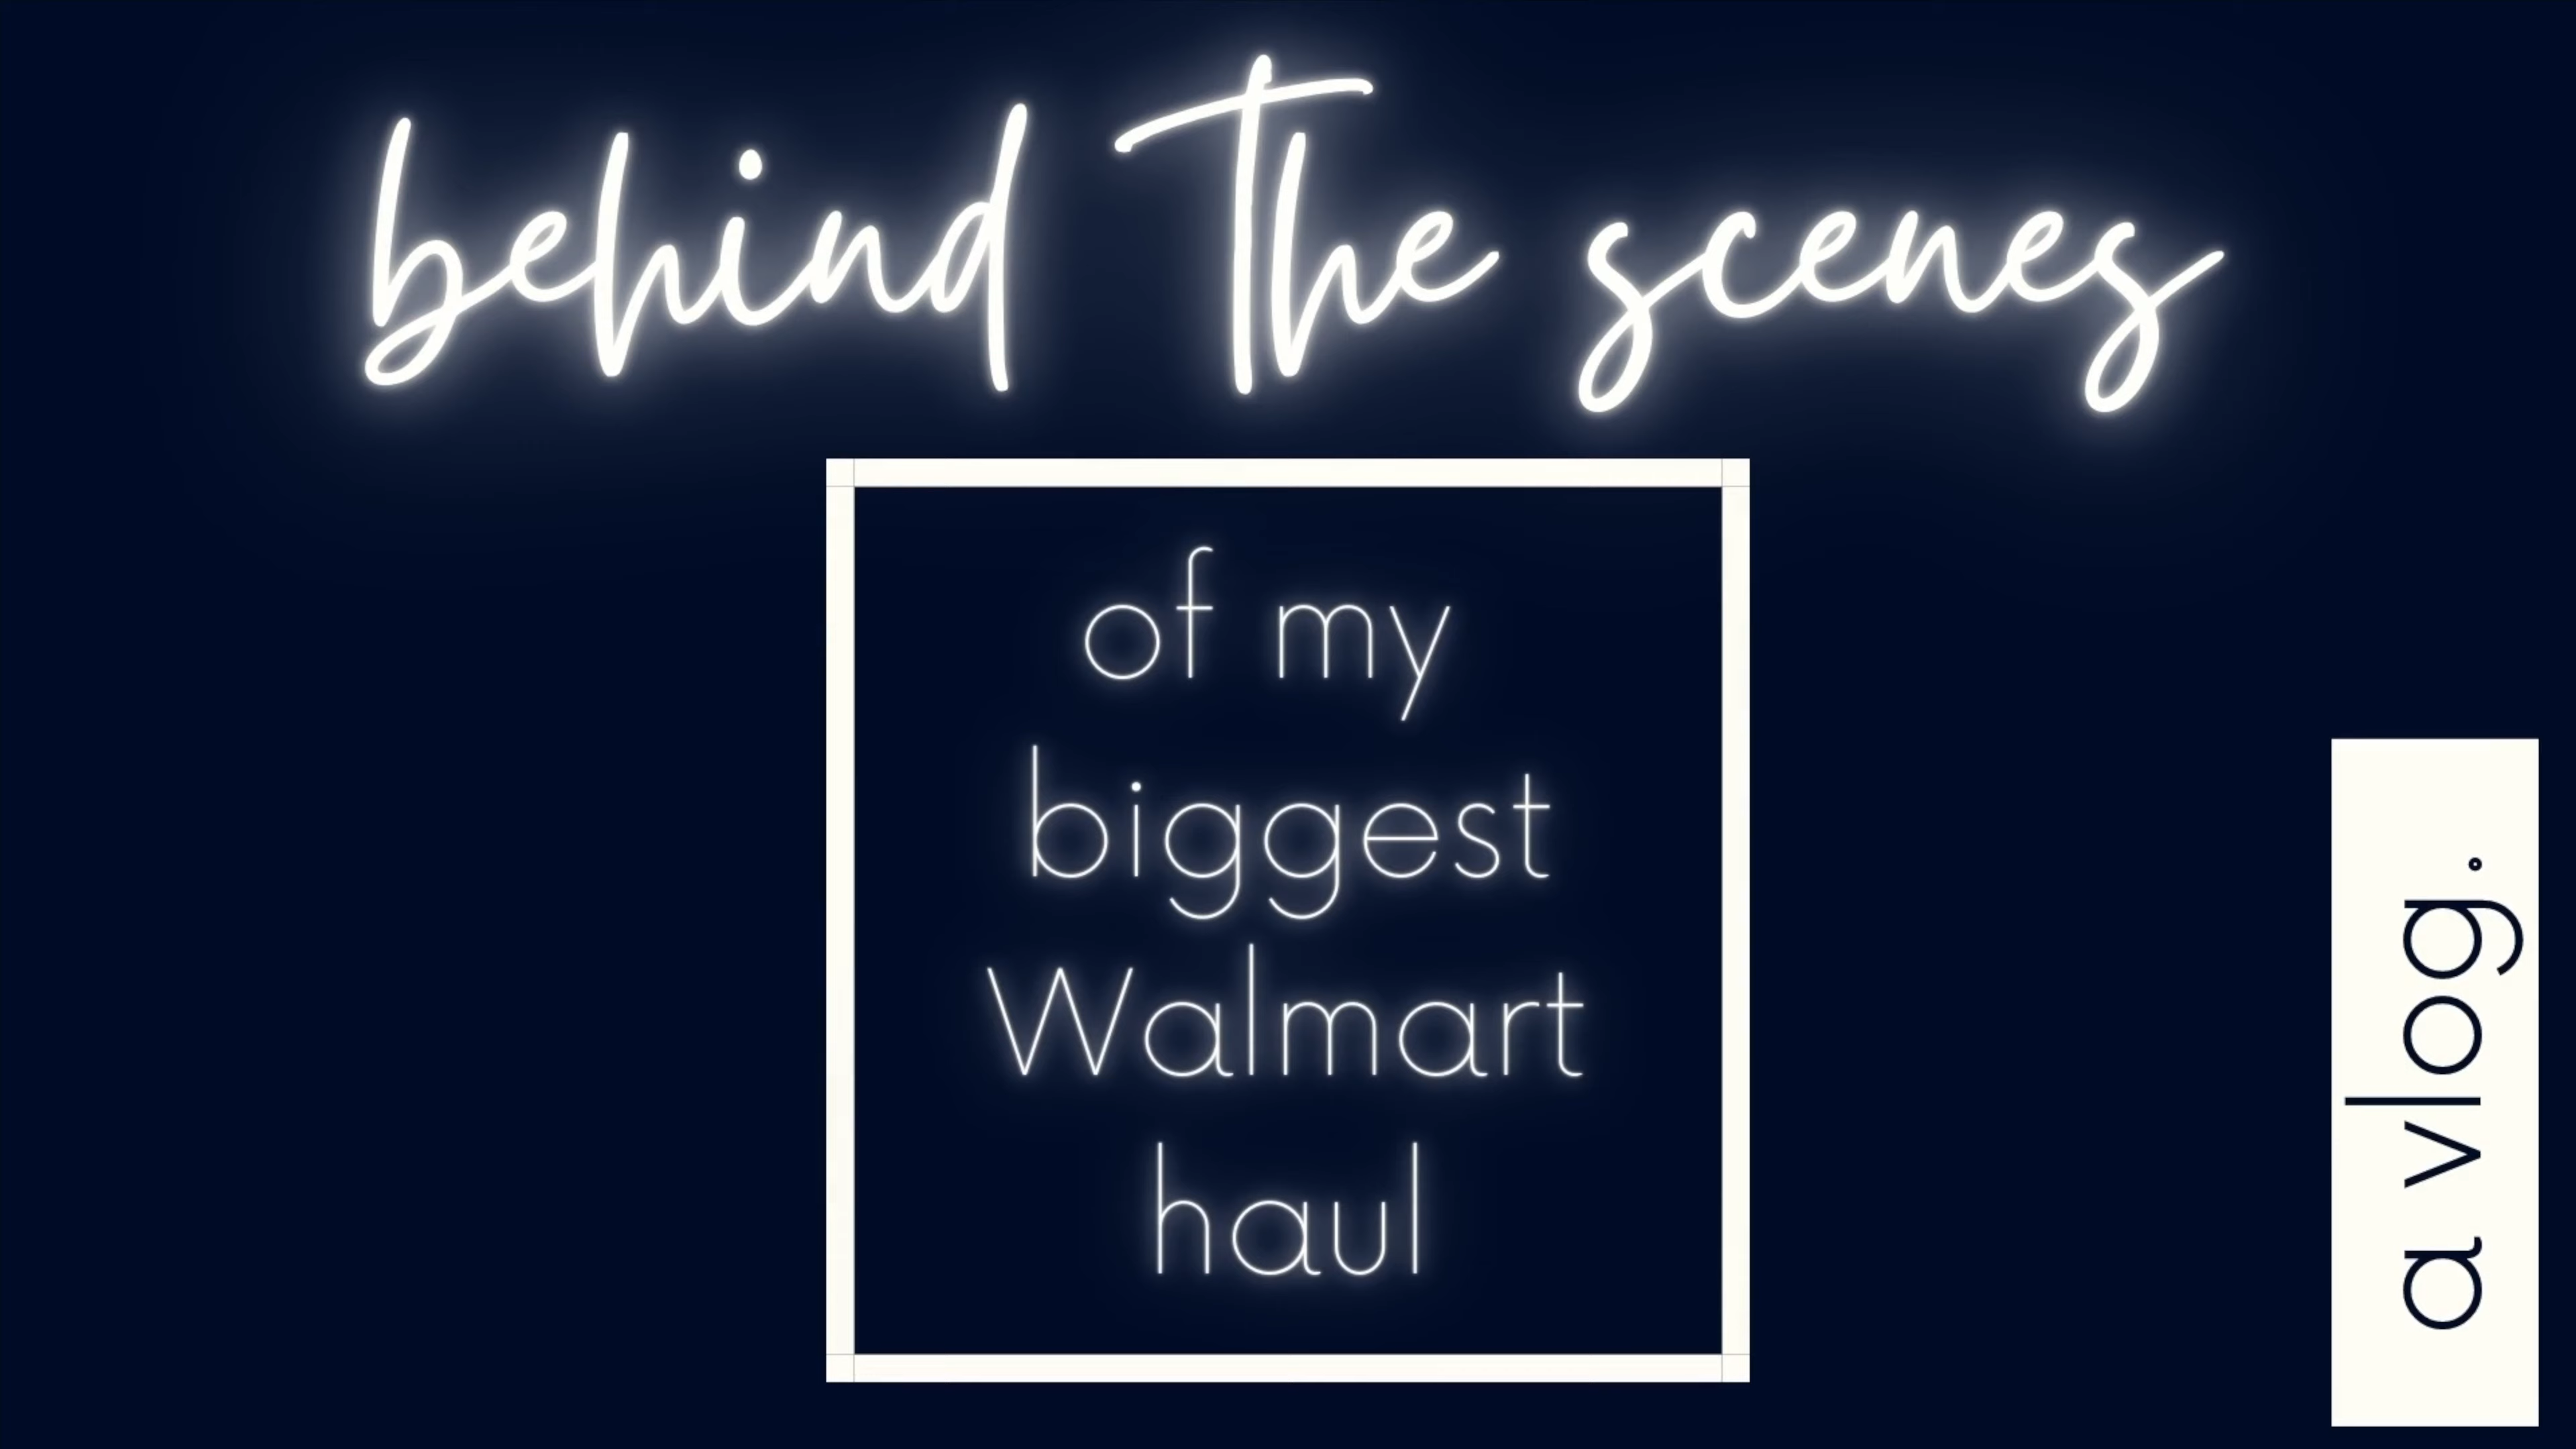 behind the scenes
of my
biggest
Walmart
haul
a vlog.